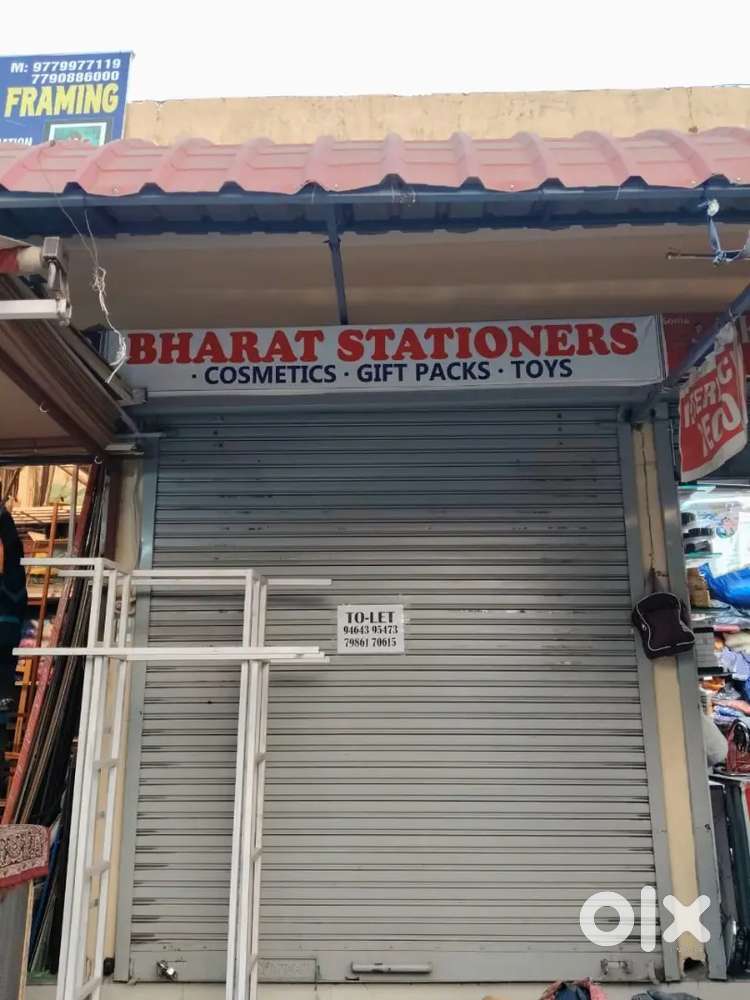 M: 9779977119
7790886000
FRAMING
BHARAT STATIONERS
· COSMETICS · GIFT PACKS · TOYS
TO-LET
94643 95473
79861 70615
olx